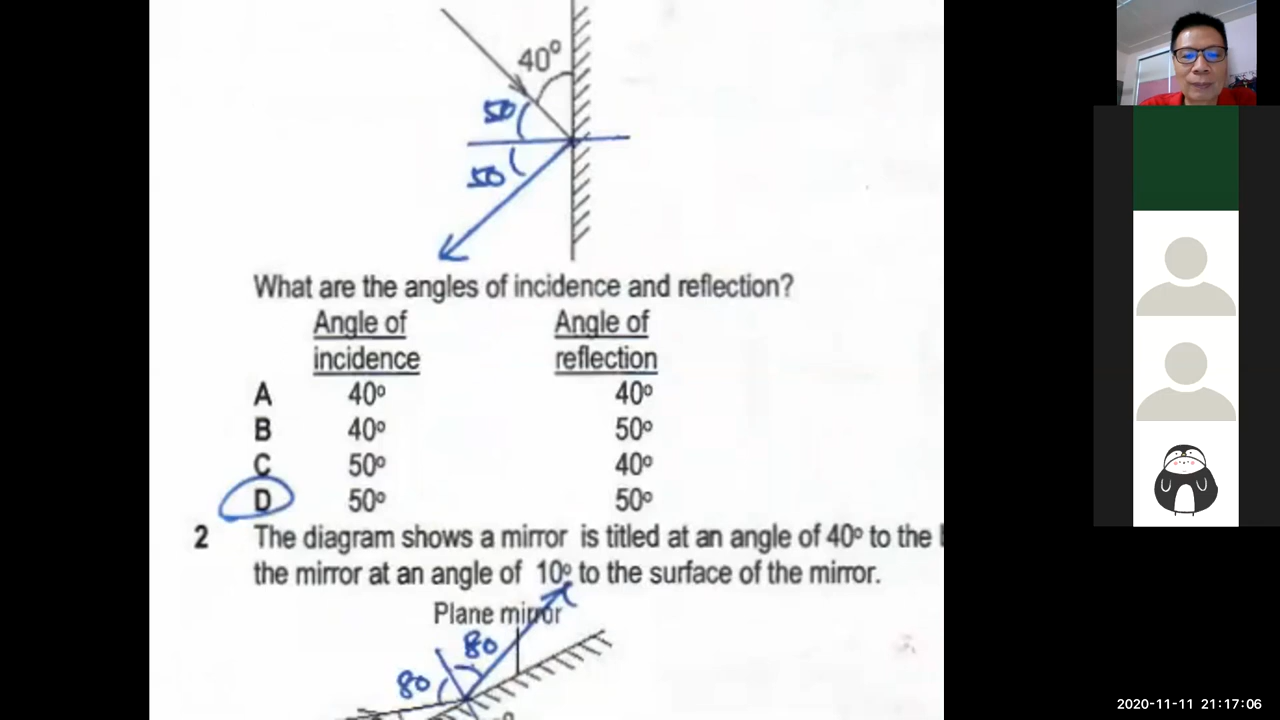 40°
50
50
What are the angles of incidence and reflection?
Angle of Angle of
incidence reflection
A 40° 40°
B 40° 50°
C 50° 40°
D 50° 50°
2 The diagram shows a mirror is titled at an angle of 40° to the
the mirror at an angle of 10° to the surface of the mirror.
Plane mirror
80
80
2020-11-11 21:17:06